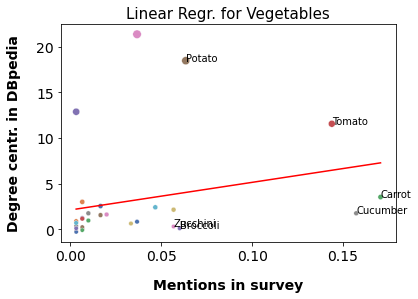 Linear Regr. for Vegetables
Degree centr. in DBpedia
20
15
10
5
0
Potato
Tomato
Carrot
Cucumber
Zucchini
Broccoli
0.00
0.05
0.10
0.15
Mentions in survey